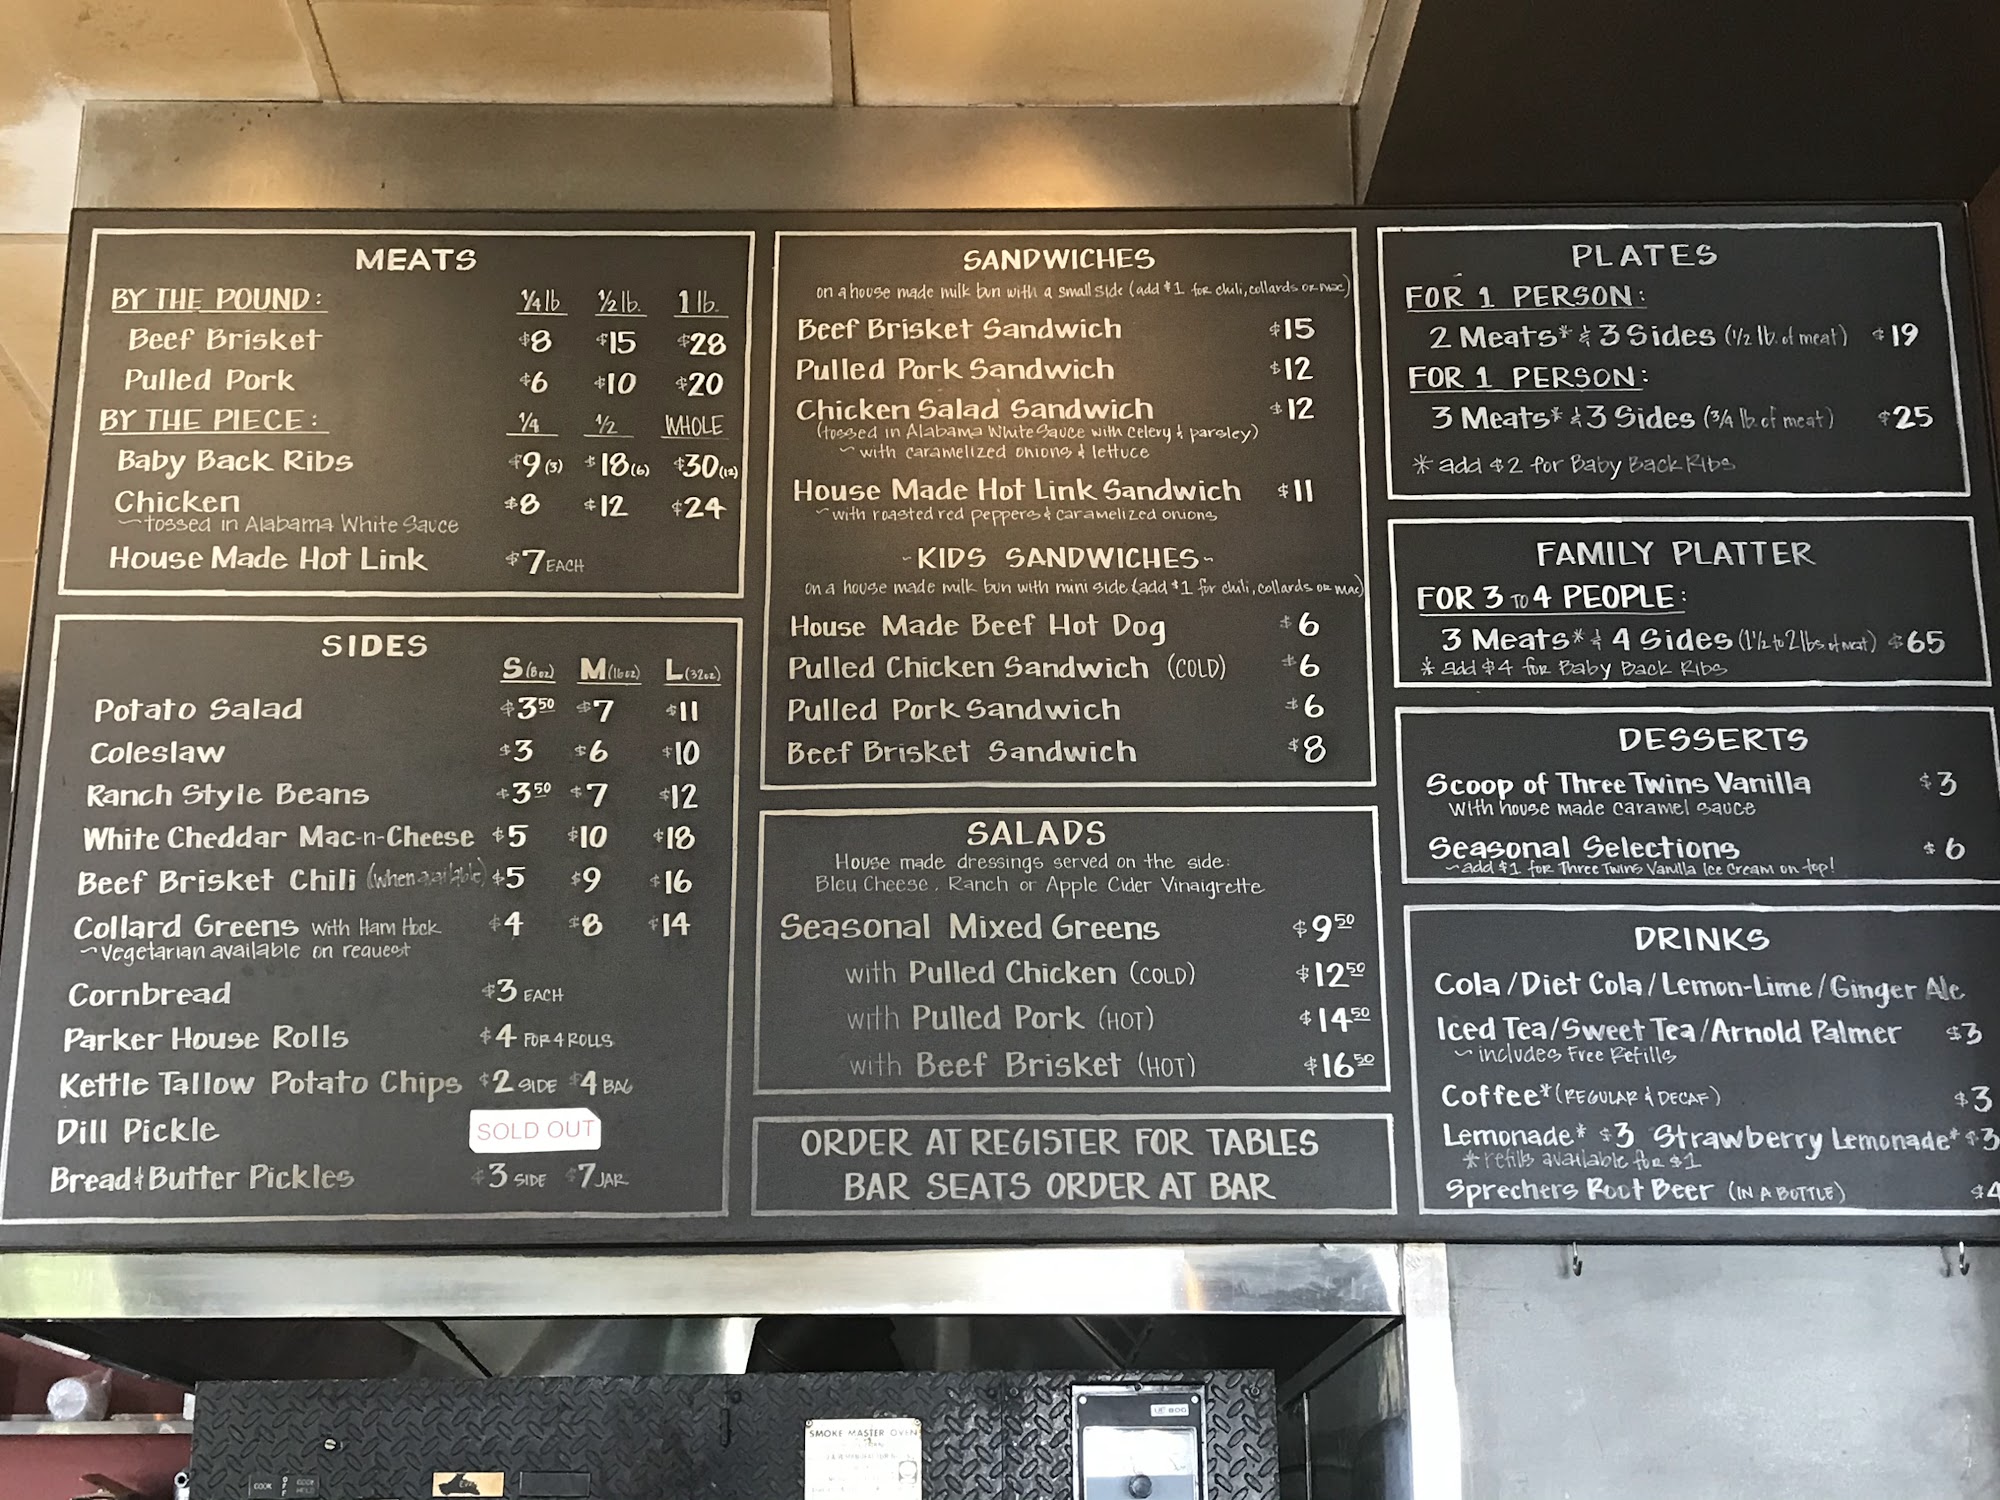 MEATS
BY THE POUND: 1/4 lb 1/2 lb. 1 lb.
Beef Brisket $8 $15 $28
Pulled Pork $6 $10 $20
BY THE PIECE: 1/4 1/2 WHOLE
Baby Back Ribs $9 (3) $18 (6) $30 (12)
Chicken $8 $12 $24
~tossed in Alabama White Sauce
House Made Hot Link $7 EACH
SIDES
S (8oz) M (16oz) L (32oz)
Potato Salad $3.50 $7 $11
Coleslaw $3 $6 $10
Ranch Style Beans $3.50 $7 $12
White Cheddar Mac-n-Cheese $5 $10 $18
Beef Brisket Chili (when available) $5 $9 $16
Collard Greens with Ham Hock $4 $8 $14
~Vegetarian available on request
Cornbread $3 EACH
Parker House Rolls $4 FOR 4 ROLLS
Kettle Tallow Potato Chips $2 SIDE $4 BAG
Dill Pickle SOLD OUT
Bread & Butter Pickles $3 SIDE $7 JAR
SANDWICHES
on a house made milk bun with a small side (add $1 for chili, collards or mac)
Beef Brisket Sandwich $15
Pulled Pork Sandwich $12
Chicken Salad Sandwich $12
(tossed in Alabama White Sauce with celery & parsley)
~with caramelized onions & lettuce
House Made Hot Link Sandwich $11
~with roasted red peppers & caramelized onions
~KIDS SANDWICHES~
on a house made milk bun with mini side (add $1 for chili, collards or mac)
House Made Beef Hot Dog $6
Pulled Chicken Sandwich (COLD) $6
Pulled Pork Sandwich $6
Beef Brisket Sandwich $8
SALADS
House made dressings served on the side:
Bleu Cheese, Ranch or Apple Cider Vinaigrette
Seasonal Mixed Greens $9.50
with Pulled Chicken (COLD) $12.50
with Pulled Pork (HOT) $14.50
with Beef Brisket (HOT) $16.50
ORDER AT REGISTER FOR TABLES
BAR SEATS ORDER AT BAR
PLATES
FOR 1 PERSON:
2 Meats* & 3 Sides (1/2 lb. of meat) $19
FOR 1 PERSON:
3 Meats* & 3 Sides (3/4 lb. of meat) $25
* add $2 for Baby Back Ribs
FAMILY PLATTER
FOR 3 TO 4 PEOPLE:
3 Meats* & 4 Sides (1 1/2 to 2 lbs. of meat) $65
* add $4 for Baby Back Ribs
DESSERTS
Scoop of Three Twins Vanilla $3
with house made caramel sauce
Seasonal Selections $6
~add $1 for Three Twins Vanilla Ice Cream on top!
DRINKS
Cola/Diet Cola/Lemon-Lime/Ginger Ale
Iced Tea/Sweet Tea/Arnold Palmer $3
~includes Free Refills
Coffee* (REGULAR & DECAF) $3
Lemonade* $3 Strawberry Lemonade* $3
*refills available for $1
Sprechers Root Beer (IN A BOTTLE) $4
SMOKE MASTER OVEN